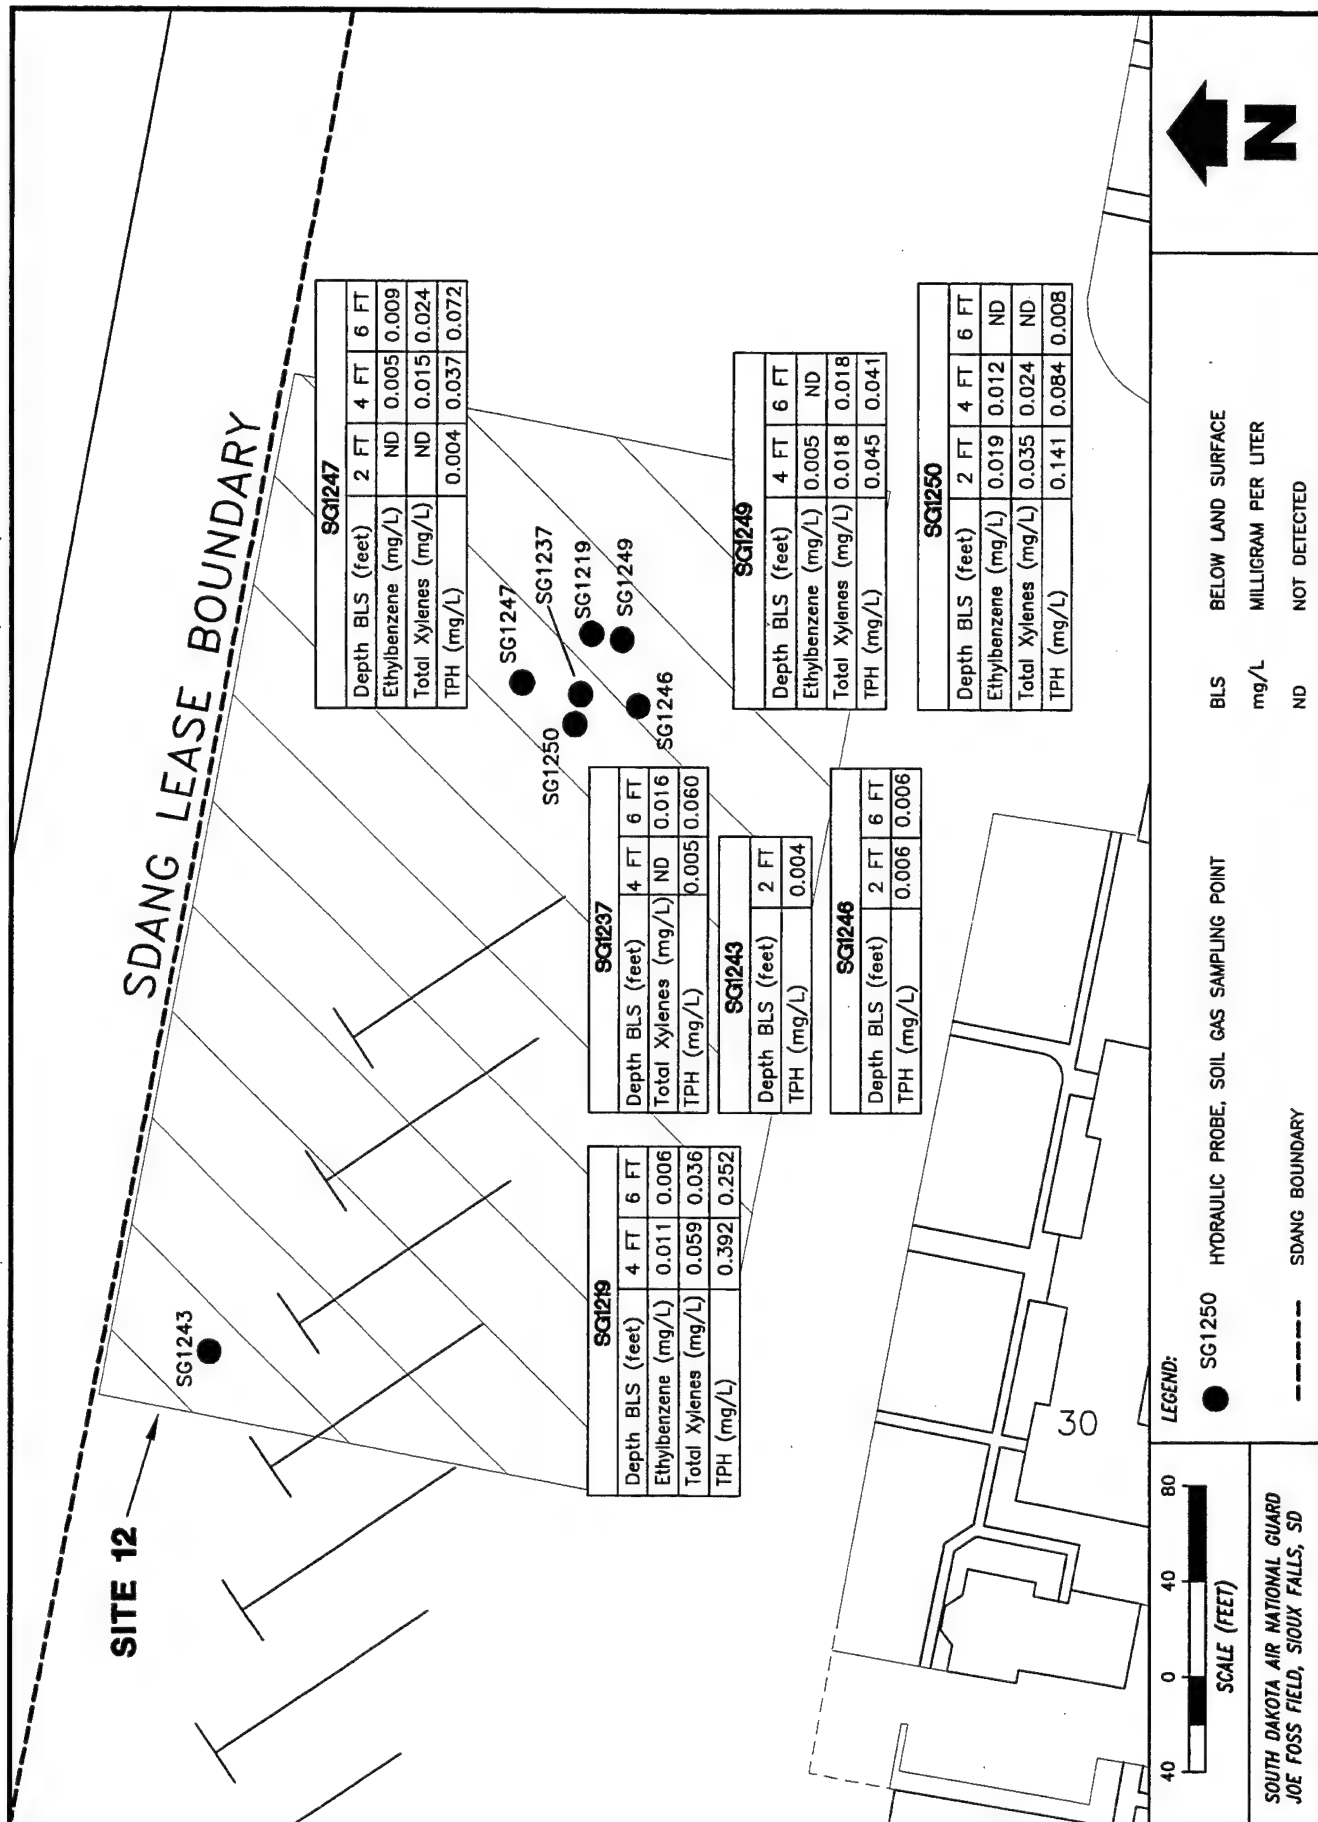 SITE 12
SDANG LEASE BOUNDARY
SG1243
SG1247
SG1237
SG1219
SG1249
SG1250
SG1246
SG1247
Depth BLS (feet) 2 FT 4 FT 6 FT
Ethylbenzene (mg/L) ND 0.005 0.009
Total Xylenes (mg/L) ND 0.015 0.024
TPH (mg/L) 0.004 0.037 0.072
SG1219
Depth BLS (feet) 4 FT 6 FT
Ethylbenzene (mg/L) 0.011 0.006
Total Xylenes (mg/L) 0.059 0.036
TPH (mg/L) 0.392 0.252
SG1237
Depth BLS (feet) 4 FT 6 FT
Total Xylenes (mg/L) ND 0.016
TPH (mg/L) 0.005 0.060
SG1243
Depth BLS (feet) 2 FT
TPH (mg/L) 0.004
SG1246
Depth BLS (feet) 2 FT 6 FT
TPH (mg/L) 0.006 0.006
SG1249
Depth BLS (feet) 4 FT 6 FT
Ethylbenzene (mg/L) 0.005 ND
Total Xylenes (mg/L) 0.018 0.018
TPH (mg/L) 0.045 0.041
SG1250
Depth BLS (feet) 2 FT 4 FT 6 FT
Ethylbenzene (mg/L) 0.019 0.012 ND
Total Xylenes (mg/L) 0.035 0.024 ND
TPH (mg/L) 0.141 0.084 0.008
30
40 0 40 80
SCALE (FEET)
SOUTH DAKOTA AIR NATIONAL GUARD
JOE FOSS FIELD, SIOUX FALLS, SD
LEGEND:
SG1250 HYDRAULIC PROBE, SOIL GAS SAMPLING POINT
SDANG BOUNDARY
BLS BELOW LAND SURFACE
mg/L MILLIGRAM PER LITER
ND NOT DETECTED
N